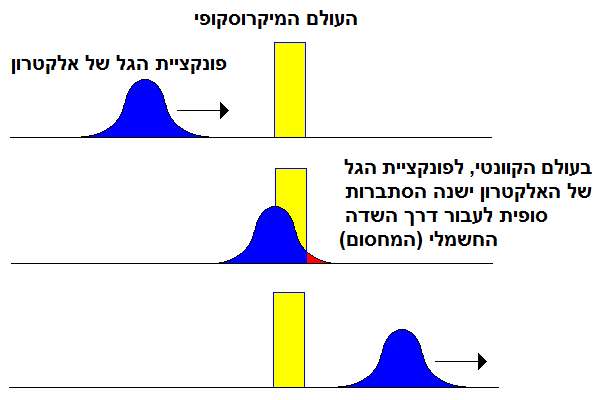 העולם המיקרוסקופי
פונקציית הגל של אלקטרון
בעולם הקוונטי, לפונקציית הגל
של האלקטרון ישנה הסתברות
סופית לעבור דרך השדה
החשמלי (המחסום)